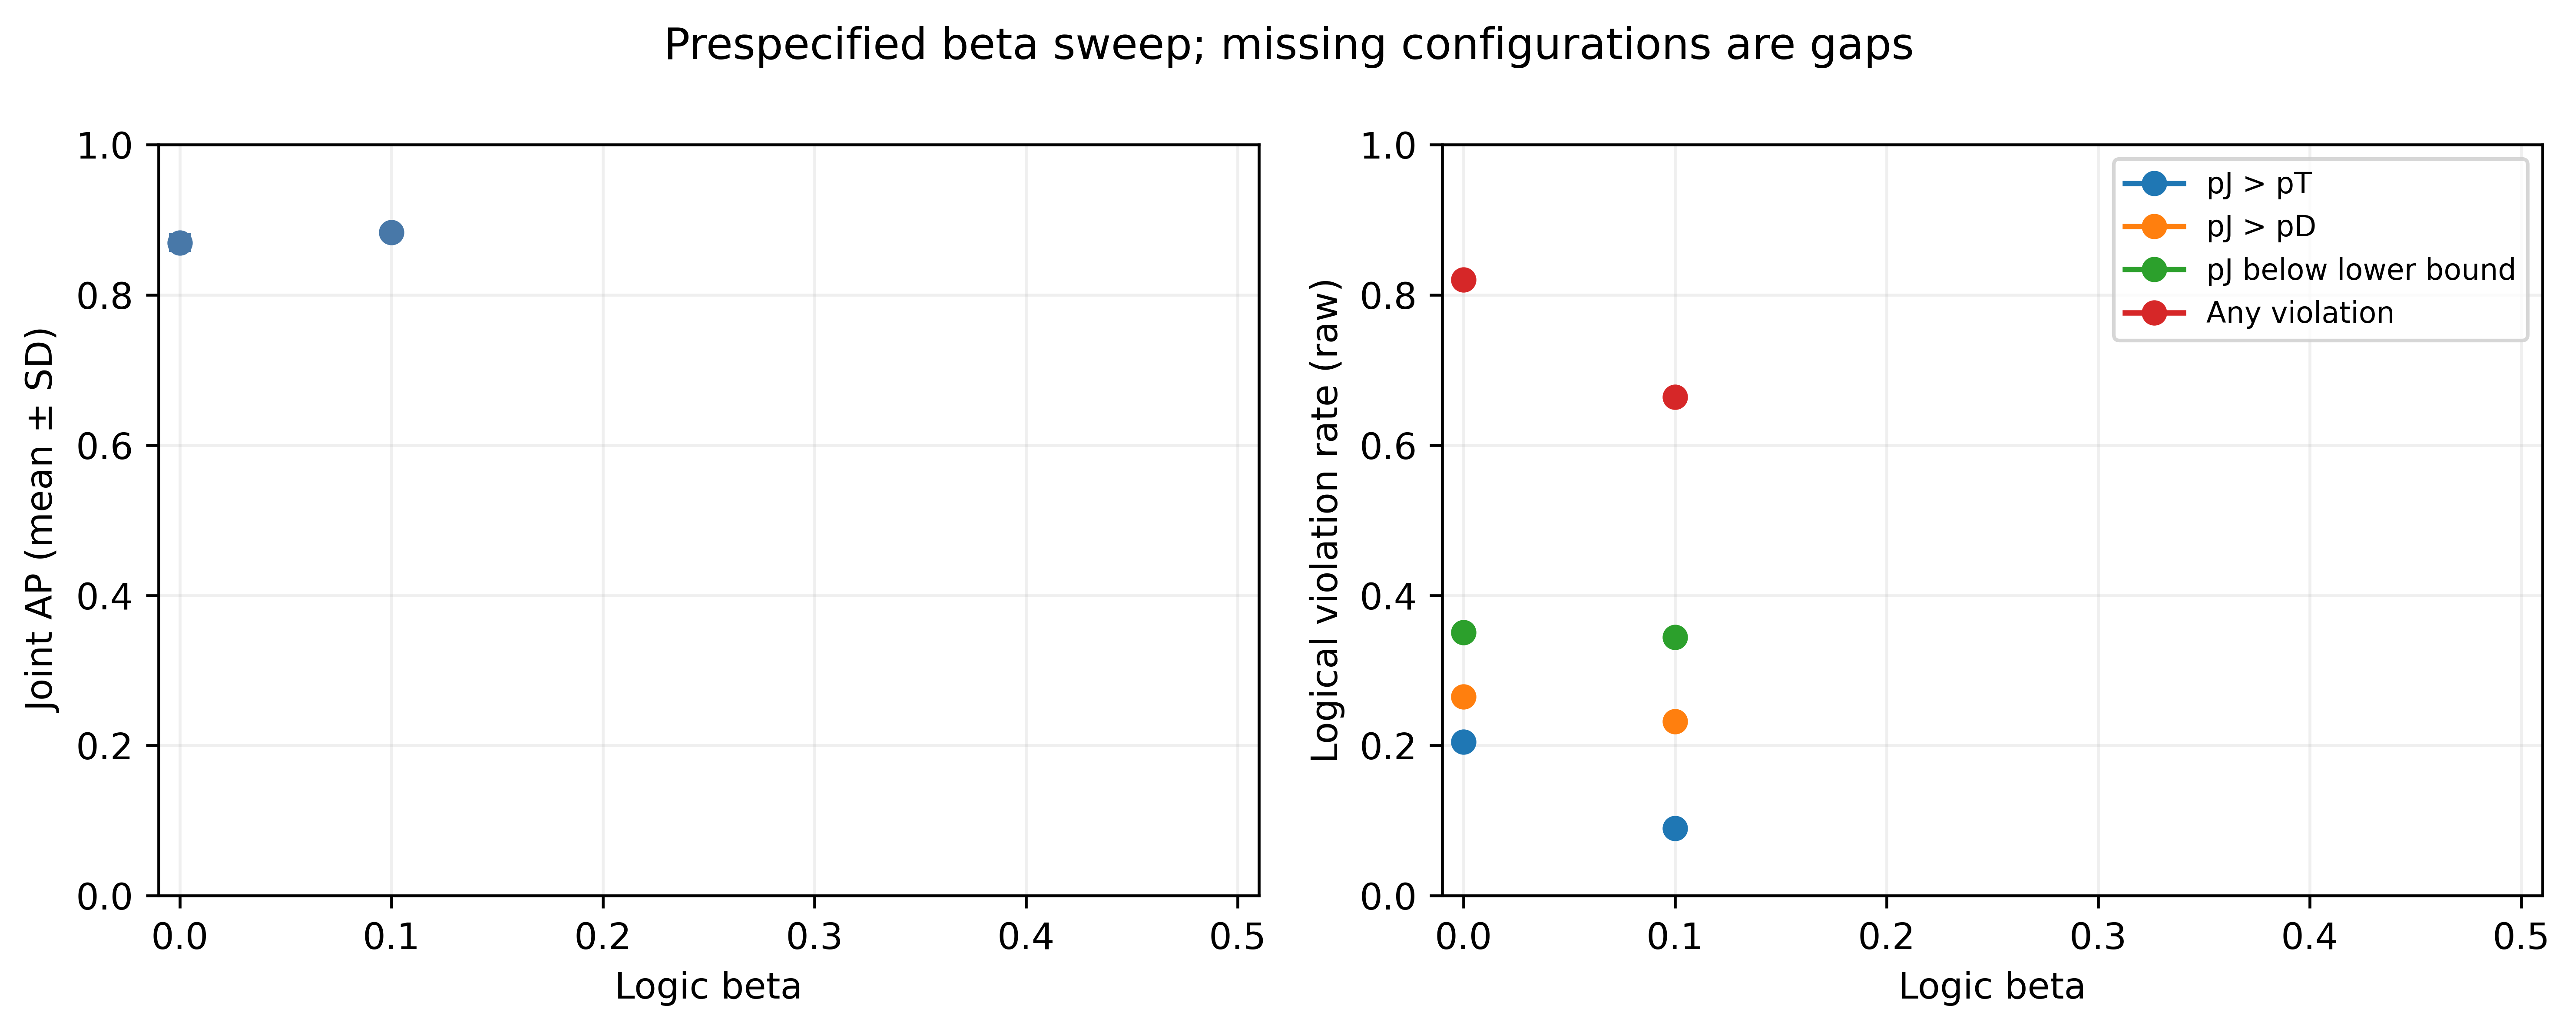 Prespecified beta sweep; missing configurations are gaps
Joint AP (mean ± SD)
1.0
0.8
0.6
0.4
0.2
0.0
0.0 0.1 0.2 0.3 0.4 0.5
Logic beta
Logical violation rate (raw)
1.0
0.8
0.6
0.4
0.2
0.0
pJ > pT
pJ > pD
pJ below lower bound
Any violation
0.0 0.1 0.2 0.3 0.4 0.5
Logic beta